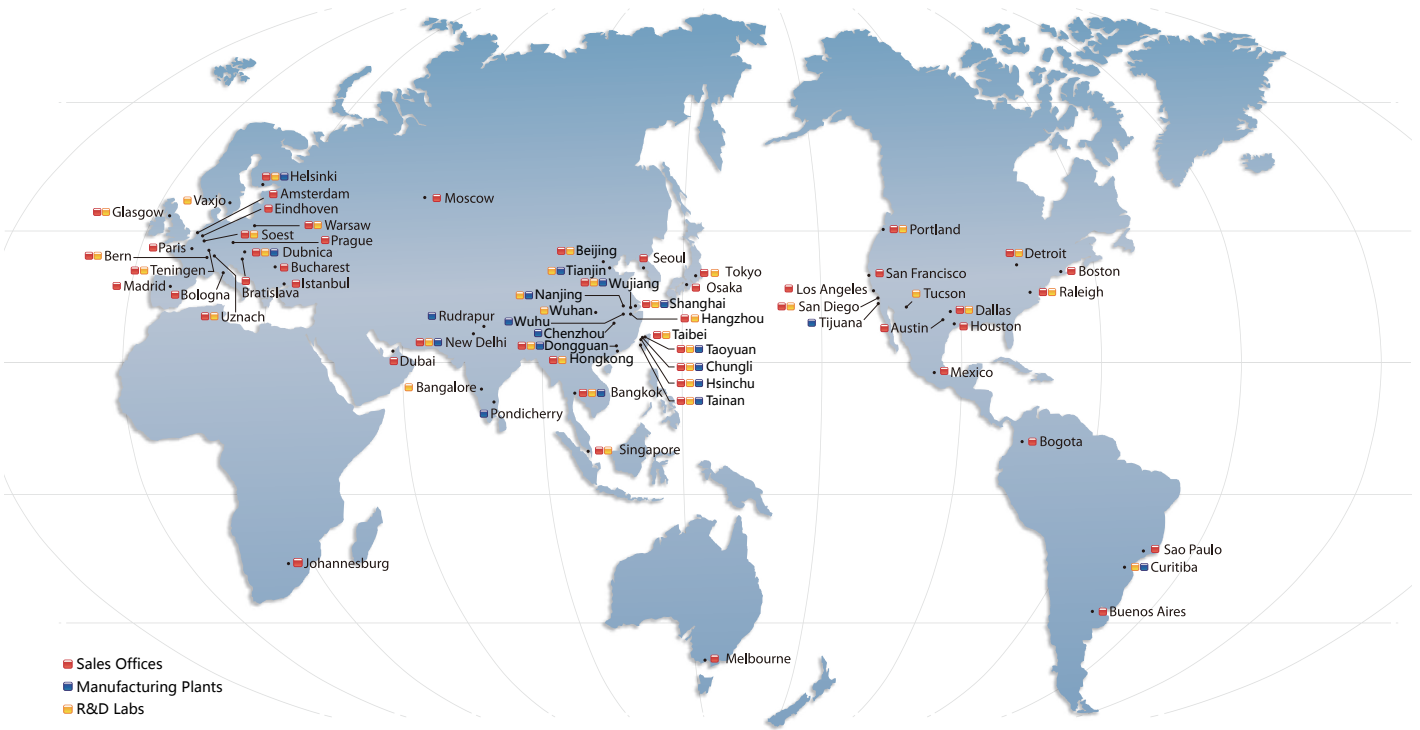 Helsinki
Vaxjo
Amsterdam
Moscow
Eindhoven
Glasgow
Warsaw
Soest
Prague
Paris
Dubnica
Bern
Teningen
Bucharest
Madrid
Istanbul
Bologna
Bratislava
Uznach
Beijing
Seoul
Tianjin
Tokyo
Wujiang
Osaka
Nanjing
Shanghai
Wuhan
Rudrapur
Hangzhou
Wuhu
Chenzhou
Taibei
New Delhi
Dongguan
Taoyuan
Dubai
Hongkong
Chungli
Bangalore
Hsinchu
Bangkok
Tainan
Pondicherry
Singapore
Portland
Detroit
San Francisco
Boston
Los Angeles
Tucson
Raleigh
San Diego
Dallas
Tijuana
Austin
Houston
Mexico
Bogota
Sao Paulo
Johannesburg
Curitiba
Buenos Aires
Melbourne
Sales Offices
Manufacturing Plants
R&D Labs